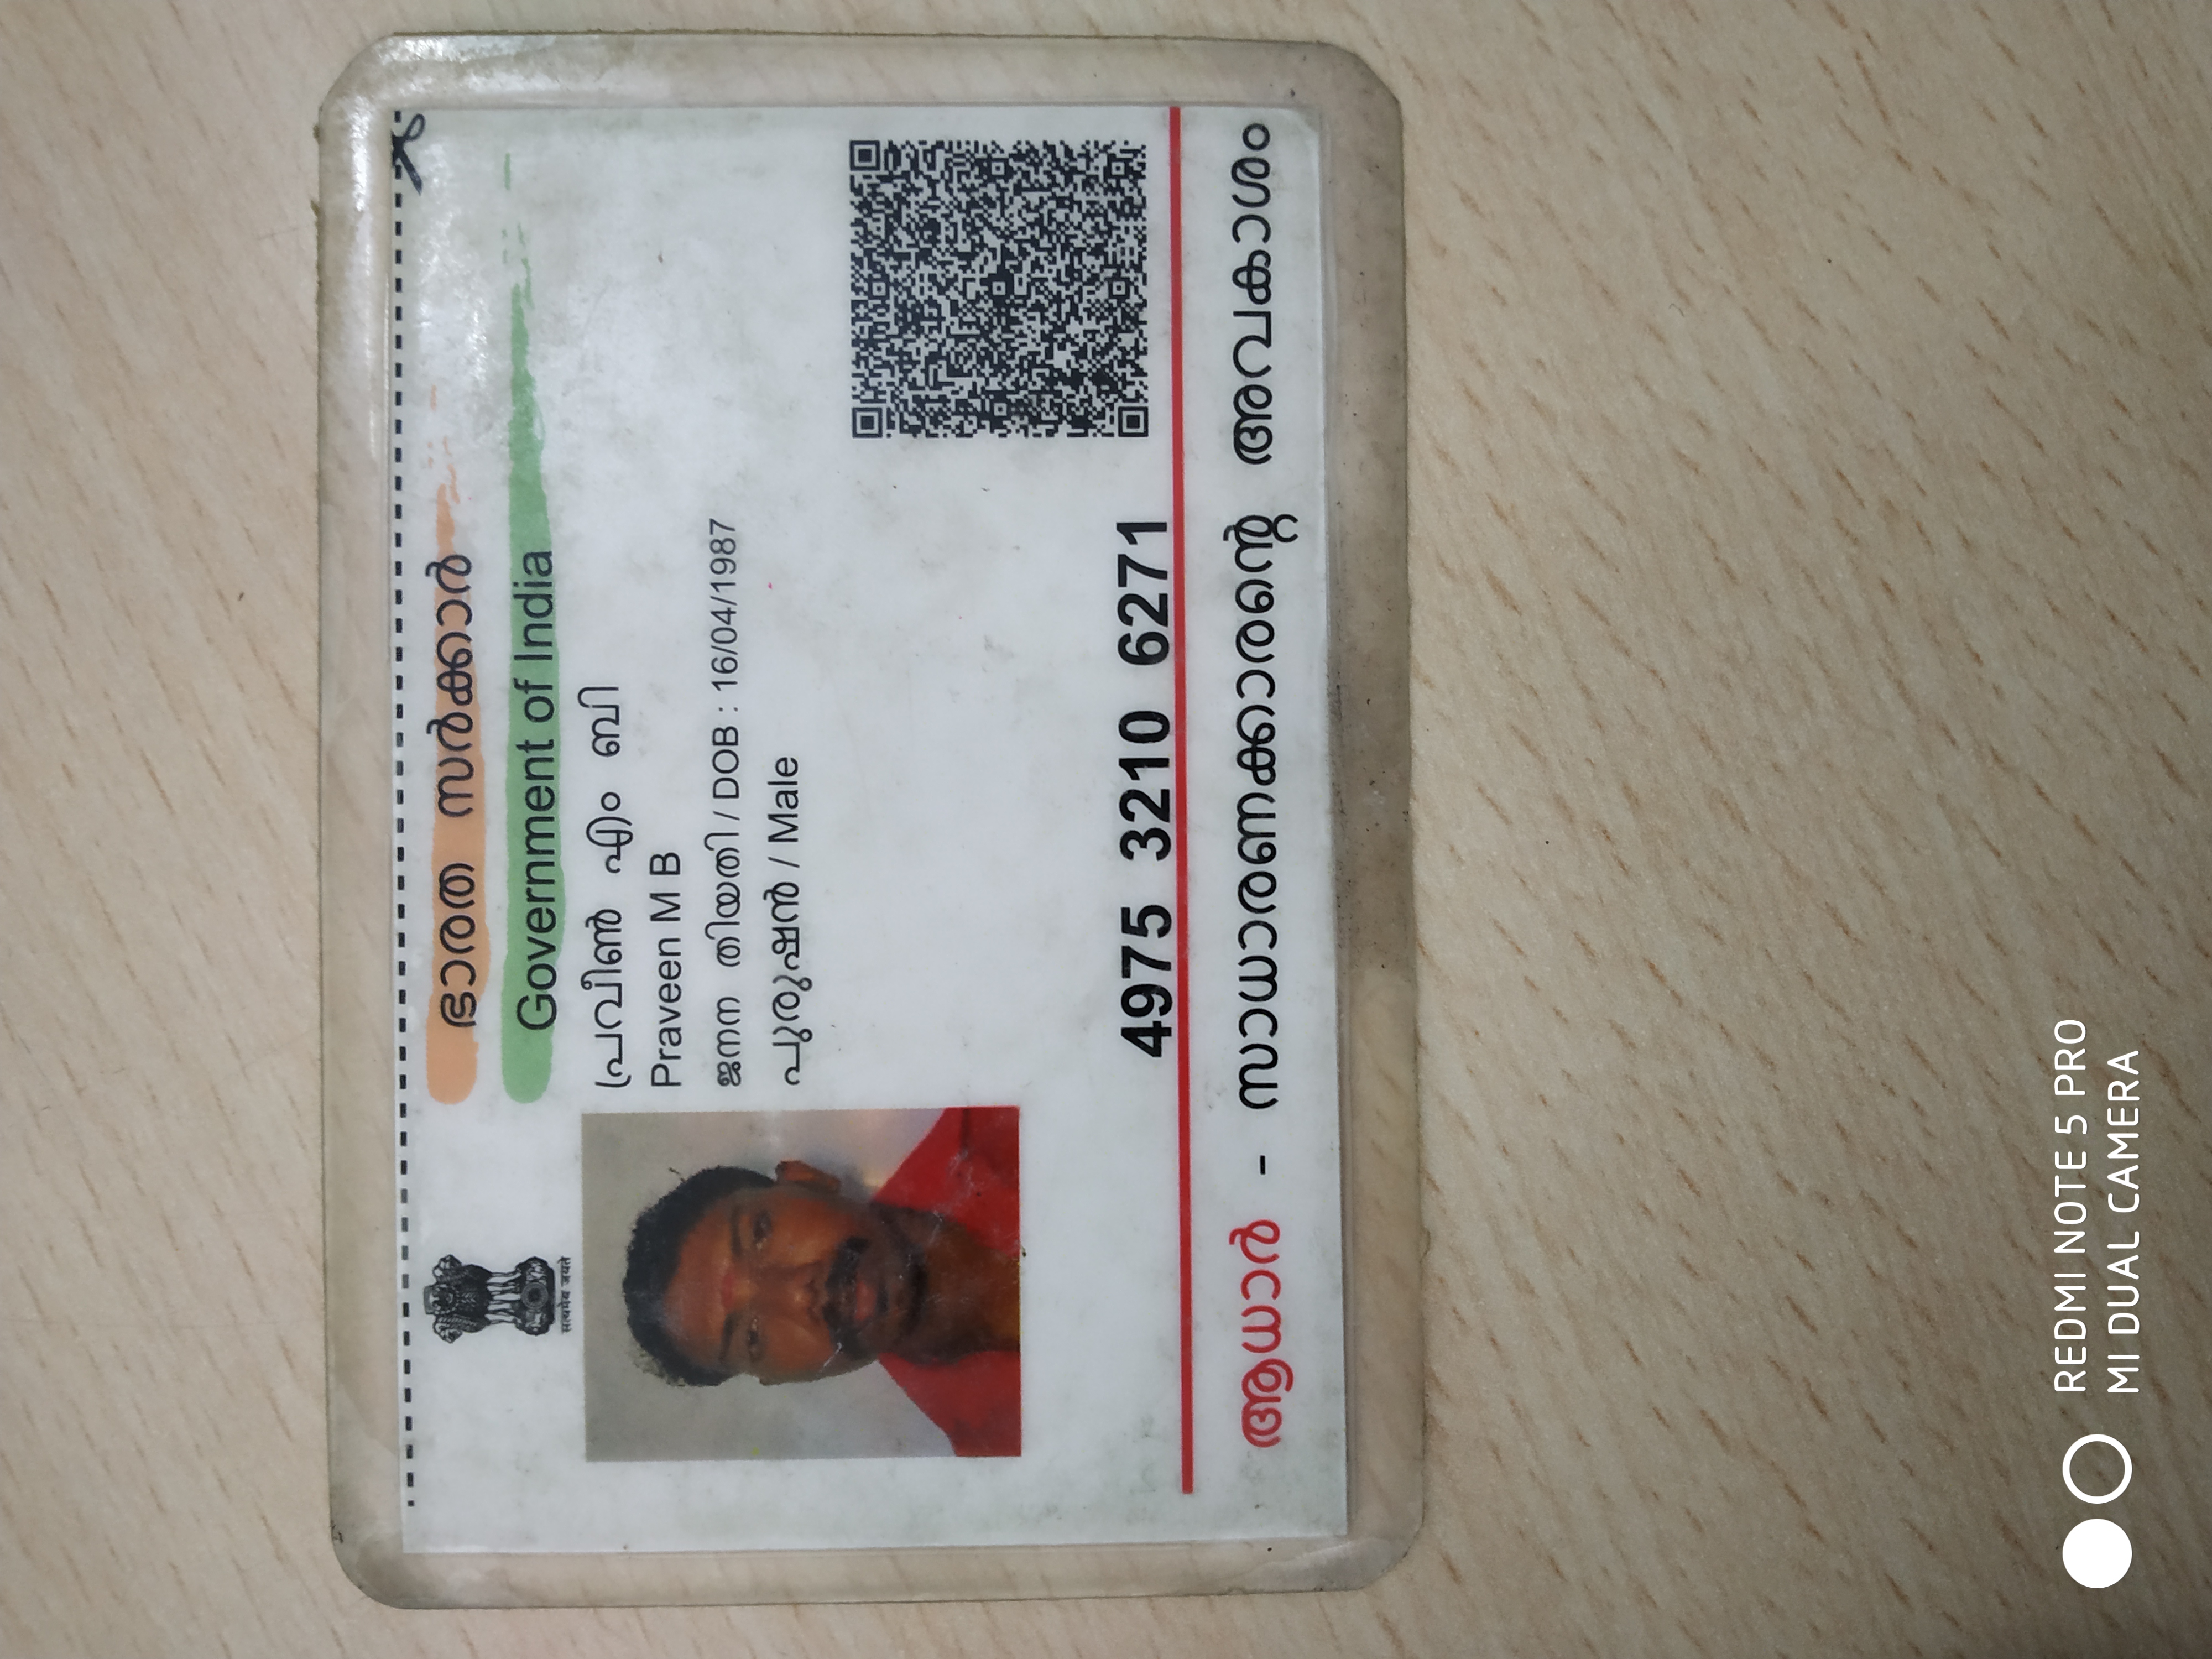 सत्यमेव जयते
ഭാരത സർക്കാർ
Government of India
പ്രവീൺ എം ബി
Praveen M B
ജനന തിയതി / DOB : 16/04/1987
പുരുഷൻ / Male
4975 3210 6271
ആധാർ - സാധാരണക്കാരന്റെ അവകാശം
REDMI NOTE 5 PRO
MI DUAL CAMERA